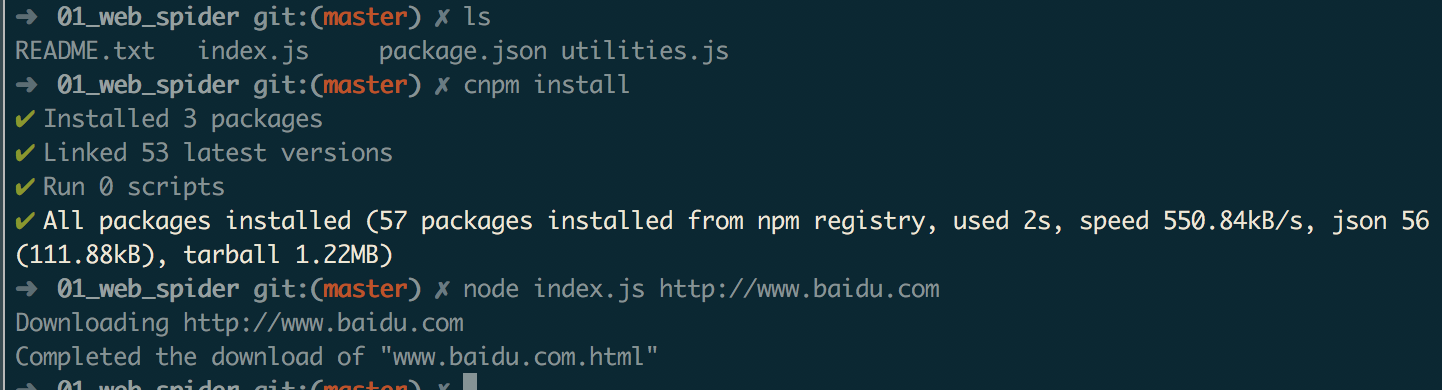 ➜ 01_web_spider git:(master) ✗ ls
README.txt index.js package.json utilities.js
➜ 01_web_spider git:(master) ✗ cnpm install
✔ Installed 3 packages
✔ Linked 53 latest versions
✔ Run 0 scripts
✔ All packages installed (57 packages installed from npm registry, used 2s, speed 550.84kB/s, json 56
(111.88kB), tarball 1.22MB)
➜ 01_web_spider git:(master) ✗ node index.js http://www.baidu.com
Downloading http://www.baidu.com
Completed the download of "www.baidu.com.html"
➜ 01_web_spider git:(master) ✗